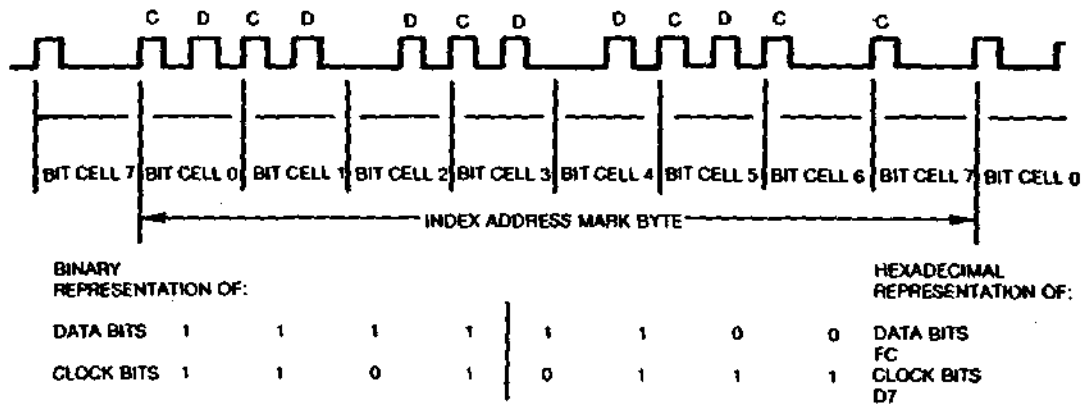 C D C D D C D D C D C C
BIT CELL 7 BIT CELL 0 BIT CELL 1 BIT CELL 2 BIT CELL 3 BIT CELL 4 BIT CELL 5 BIT CELL 6 BIT CELL 7 BIT CELL 0
INDEX ADDRESS MARK BYTE
BINARY
REPRESENTATION OF:
HEXADECIMAL
REPRESENTATION OF:
DATA BITS 1 1 1 1 1 1 0 0 DATA BITS
FC
CLOCK BITS 1 1 0 1 0 1 1 1 CLOCK BITS
D7